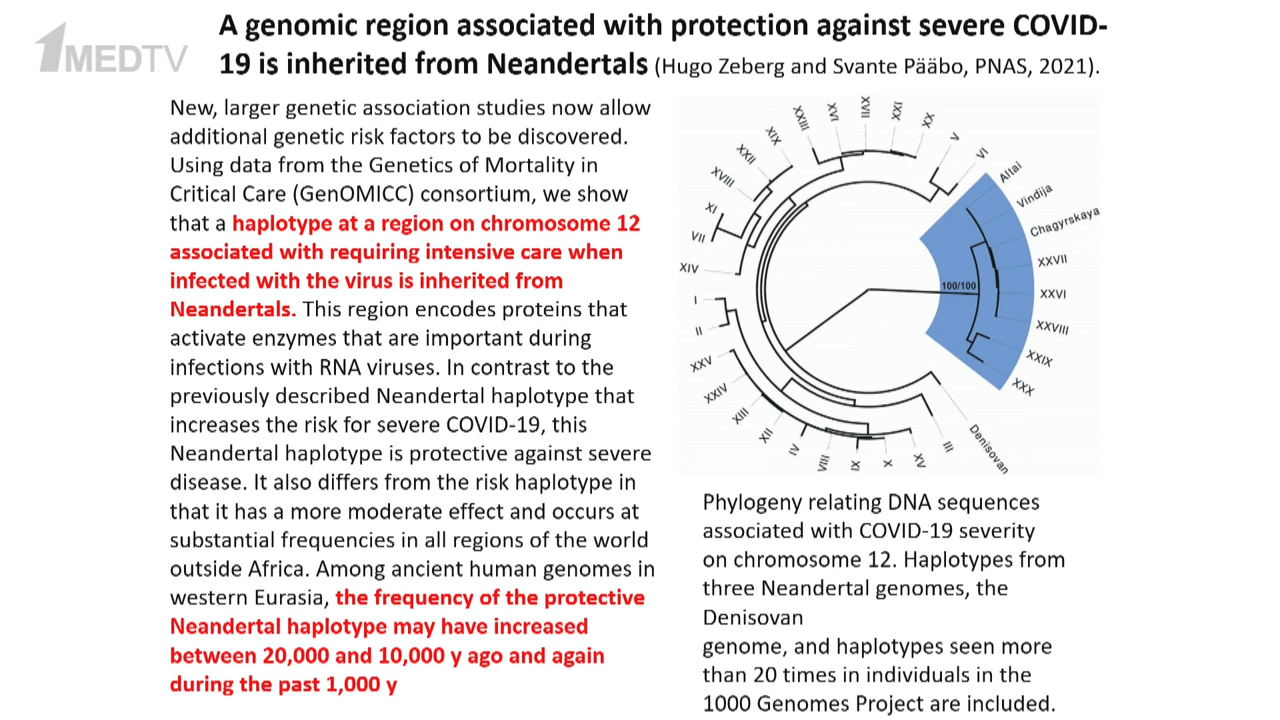 1MEDTV
A genomic region associated with protection against severe COVID-
19 is inherited from Neandertals (Hugo Zeberg and Svante Pääbo, PNAS, 2021).
New, larger genetic association studies now allow
additional genetic risk factors to be discovered.
Using data from the Genetics of Mortality in
Critical Care (GenOMICC) consortium, we show
that a haplotype at a region on chromosome 12
associated with requiring intensive care when
infected with the virus is inherited from
Neandertals. This region encodes proteins that
activate enzymes that are important during
infections with RNA viruses. In contrast to the
previously described Neandertal haplotype that
increases the risk for severe COVID-19, this
Neandertal haplotype is protective against severe
disease. It also differs from the risk haplotype in
that it has a more moderate effect and occurs at
substantial frequencies in all regions of the world
outside Africa. Among ancient human genomes in
western Eurasia, the frequency of the protective
Neandertal haplotype may have increased
between 20,000 and 10,000 y ago and again
during the past 1,000 y
XIV
VII
XI
XVIII
XXII
XIX
XXIII
XVI
XVII
XXI
XX
V
VI
Altai
Vindija
Chagyrskaya
XXVII
XXVI
XXVIII
XXIX
XXX
100/100
Denisovan
III
XV
X
IX
VIII
IV
XII
XIII
XXIV
XXV
II
I
Phylogeny relating DNA sequences
associated with COVID-19 severity
on chromosome 12. Haplotypes from
three Neandertal genomes, the
Denisovan
genome, and haplotypes seen more
than 20 times in individuals in the
1000 Genomes Project are included.